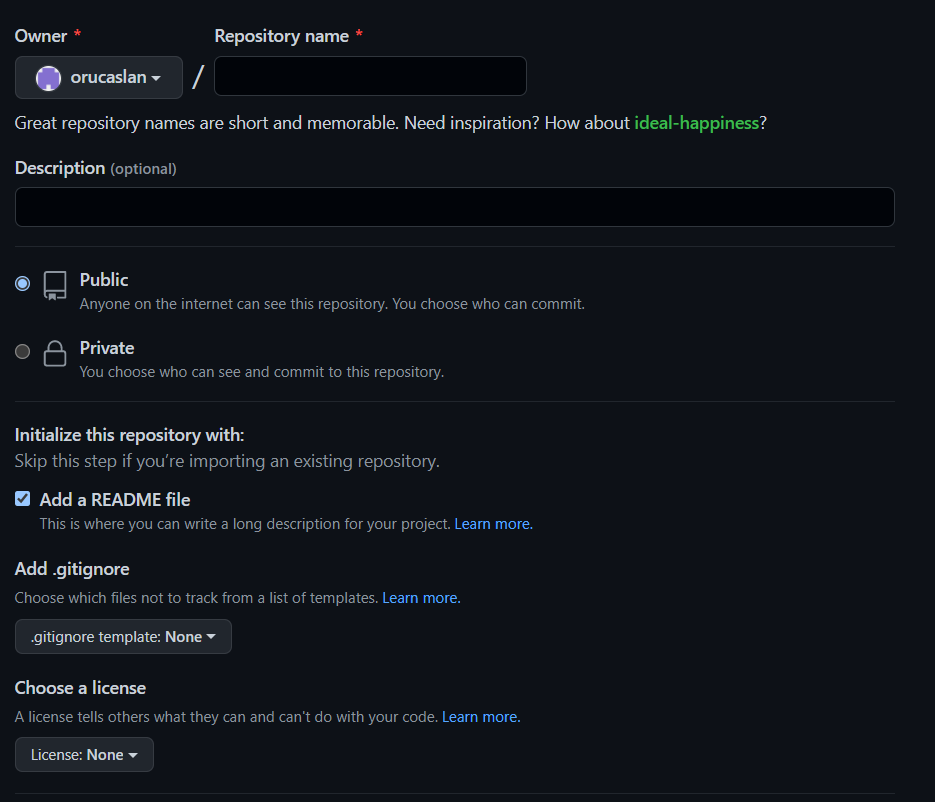 Owner * Repository name *
orucaslan /
Great repository names are short and memorable. Need inspiration? How about ideal-happiness?
Description (optional)
Public
Anyone on the internet can see this repository. You choose who can commit.
Private
You choose who can see and commit to this repository.
Initialize this repository with:
Skip this step if you’re importing an existing repository.
Add a README file
This is where you can write a long description for your project. Learn more.
Add .gitignore
Choose which files not to track from a list of templates. Learn more.
.gitignore template: None
Choose a license
A license tells others what they can and can't do with your code. Learn more.
License: None